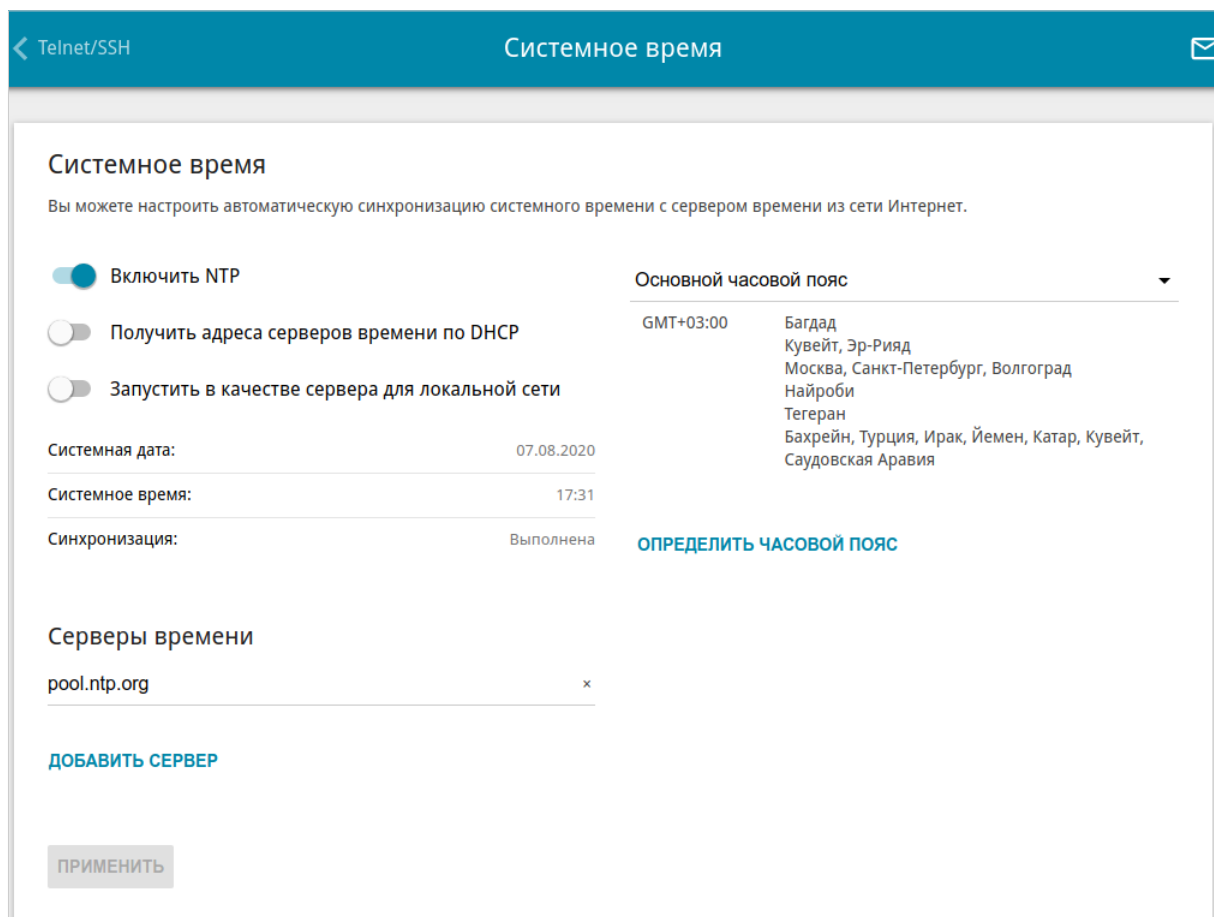 Telnet/SSH
Системное время
Системное время
Вы можете настроить автоматическую синхронизацию системного времени с сервером времени из сети Интернет.
Включить NTP
Получить адреса серверов времени по DHCP
Запустить в качестве сервера для локальной сети
Системная дата: 07.08.2020
Системное время: 17:31
Синхронизация: Выполнена
Основной часовой пояс
GMT+03:00 Багдад
Кувейт, Эр-Рияд
Москва, Санкт-Петербург, Волгоград
Найроби
Тегеран
Бахрейн, Турция, Ирак, Йемен, Катар, Кувейт,
Саудовская Аравия
ОПРЕДЕЛИТЬ ЧАСОВОЙ ПОЯС
Серверы времени
pool.ntp.org ×
ДОБАВИТЬ СЕРВЕР
ПРИМЕНИТЬ